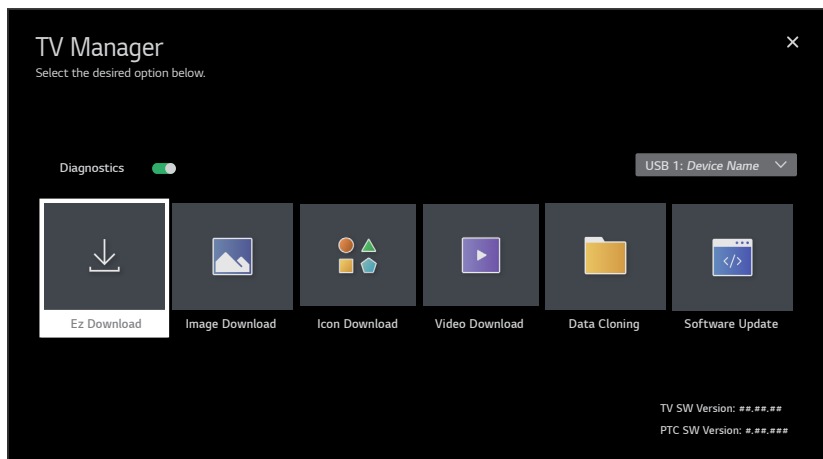 TV Manager
Select the desired option below.
Diagnostics
USB 1: Device Name
Ez Download
Image Download
Icon Download
Video Download
Data Cloning
Software Update
TV SW Version: ##.##.##
PTC SW Version: #.##.###